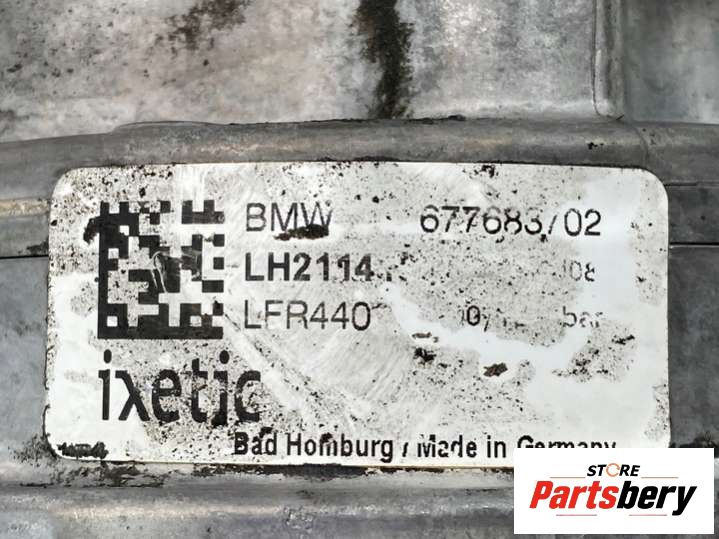 BMW 677683/02
LH2114
LFR440
ixetic
Bad Homburg / Made in Germany
STORE
Partsbery